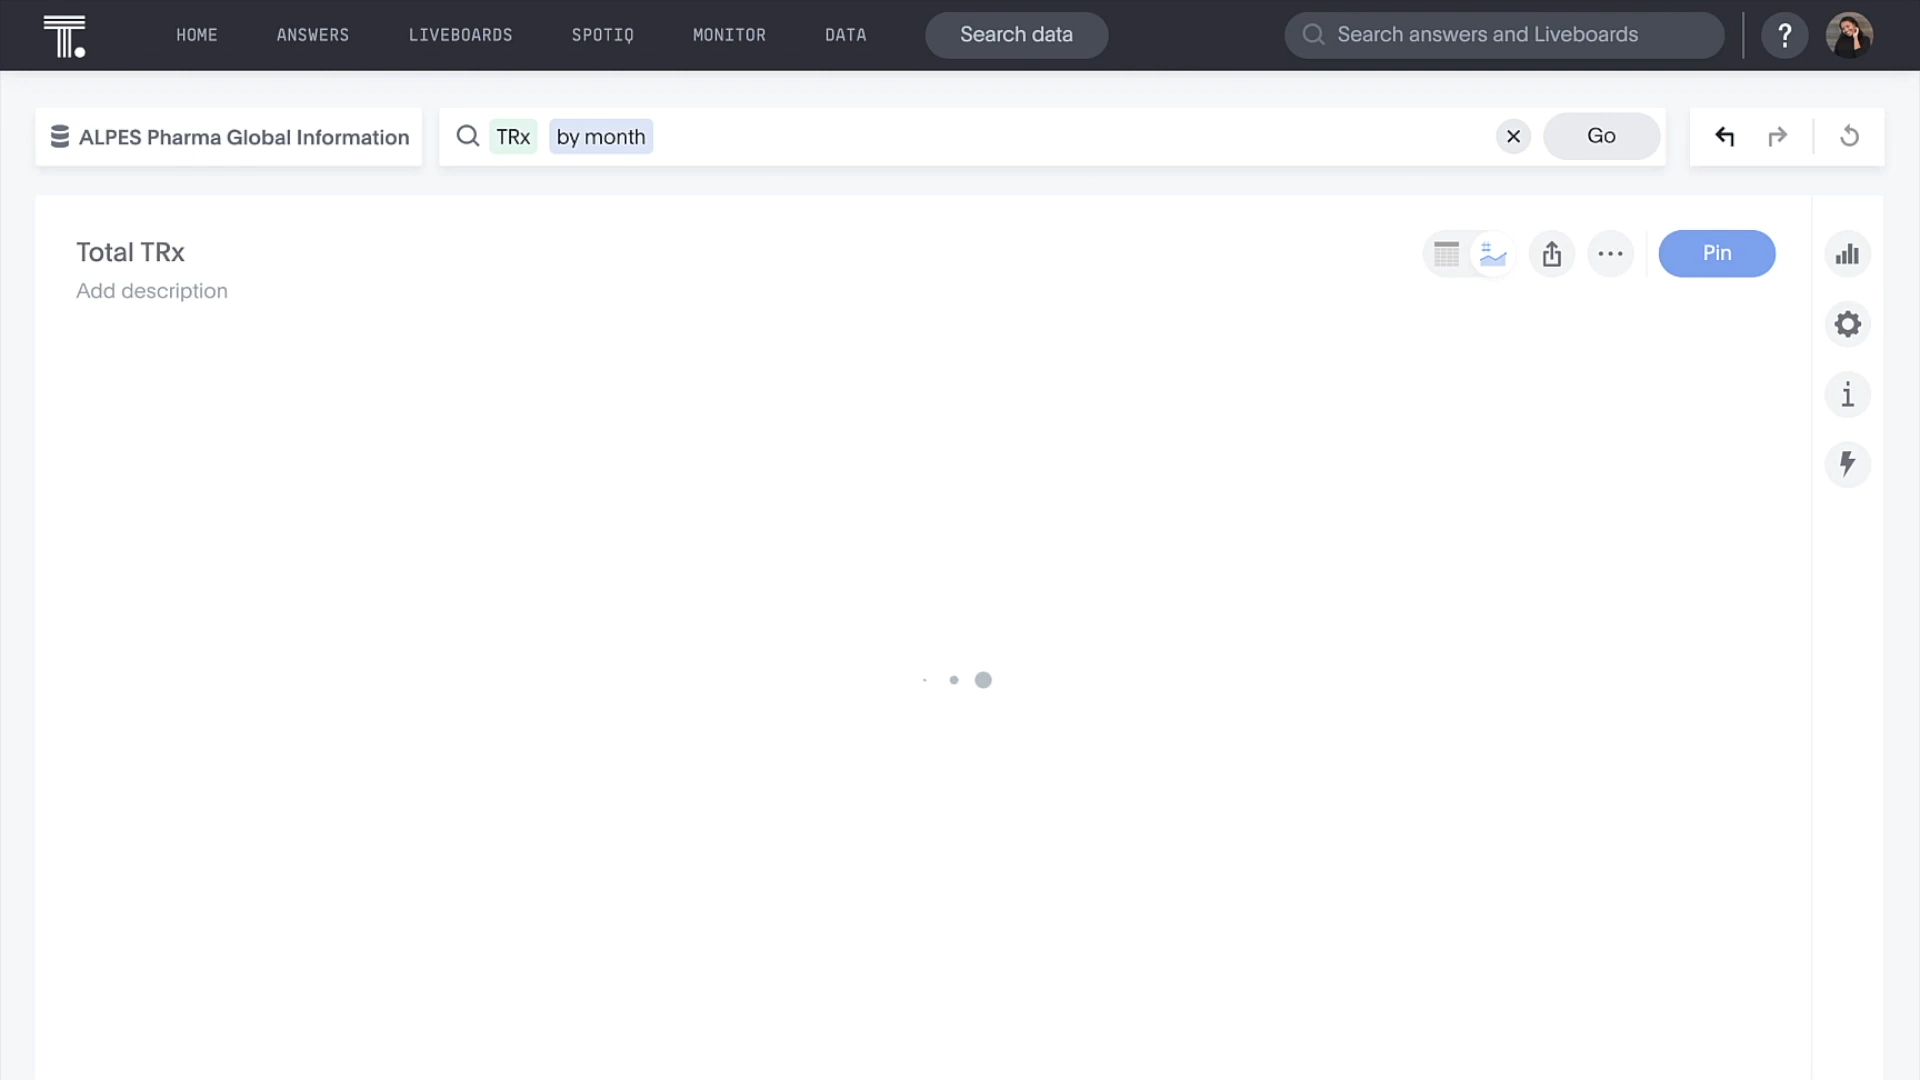 HOME ANSWERS LIVEBOARDS SPOTIQ MONITOR DATA Search data Search answers and Liveboards ?
ALPES Pharma Global Information TRx by month Go
Total TRx
Pin
Add description